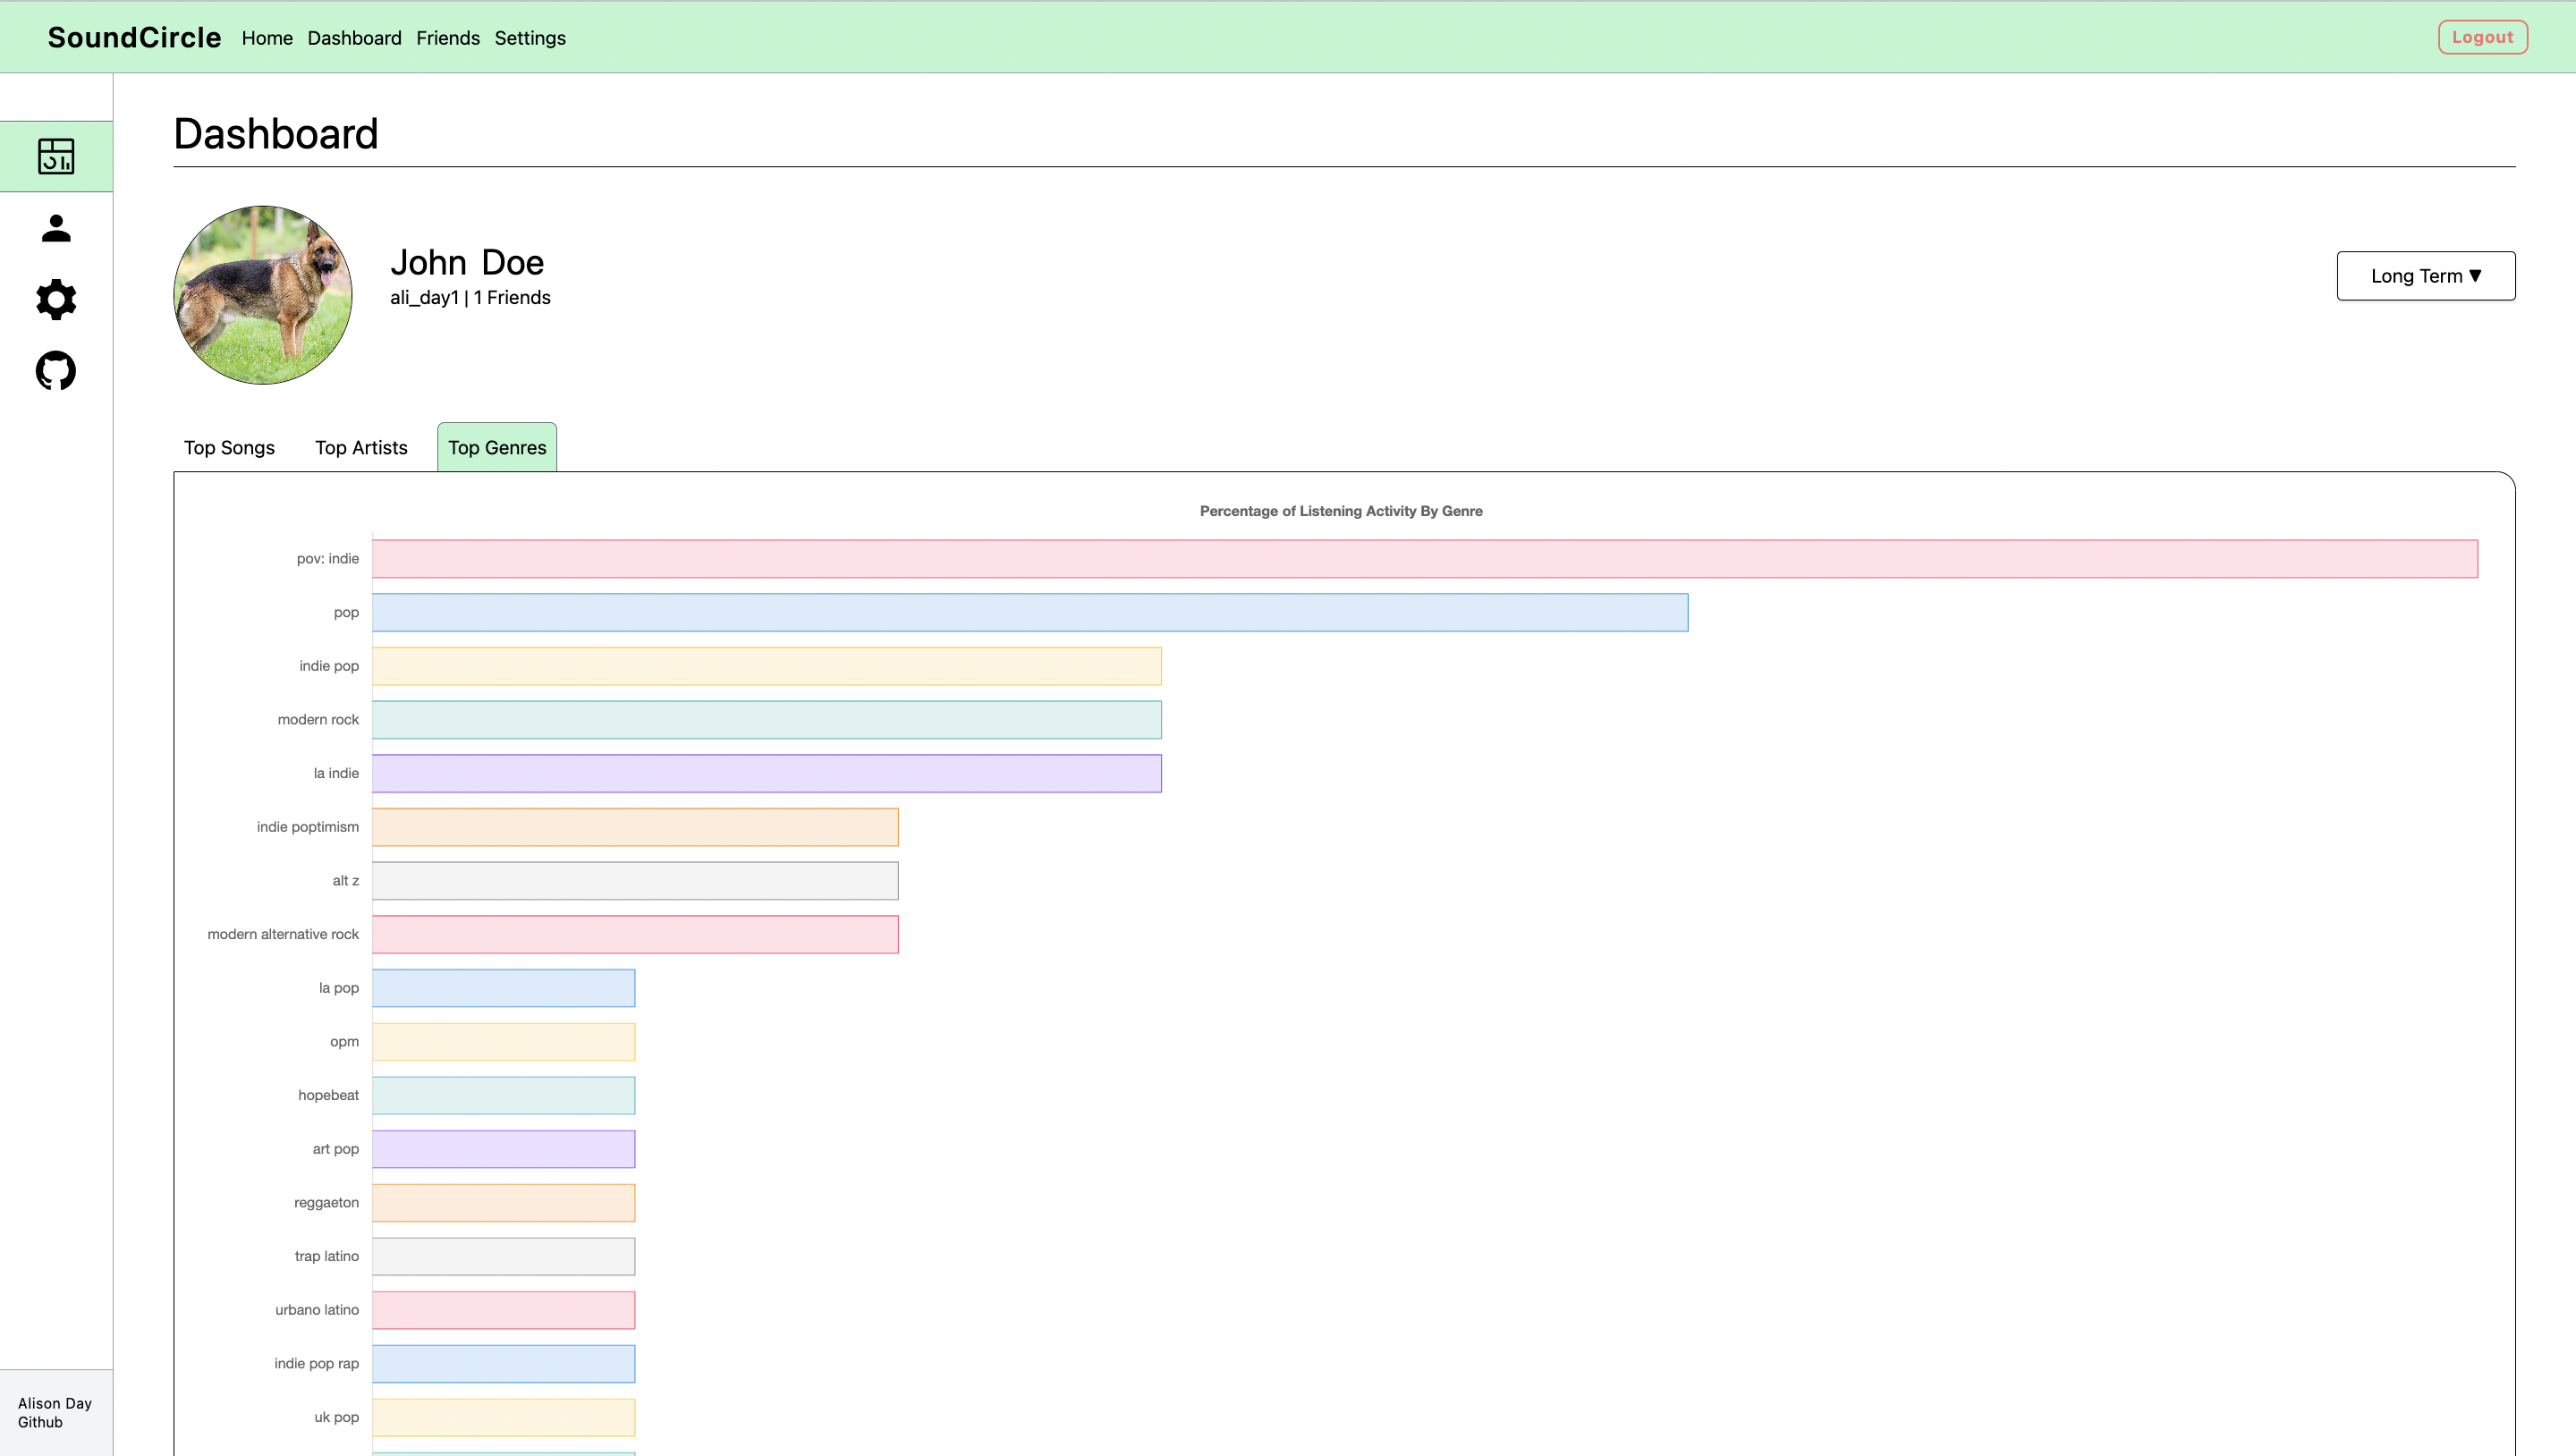 SoundCircle Home Dashboard Friends Settings Logout
Dashboard
John Doe
ali_day1 | 1 Friends
Long Term ▼
Top Songs Top Artists Top Genres
Percentage of Listening Activity By Genre
pov: indie
pop
indie pop
modern rock
la indie
indie poptimism
alt z
modern alternative rock
la pop
opm
hopebeat
art pop
reggaeton
trap latino
urbano latino
indie pop rap
uk pop
Alison Day
Github